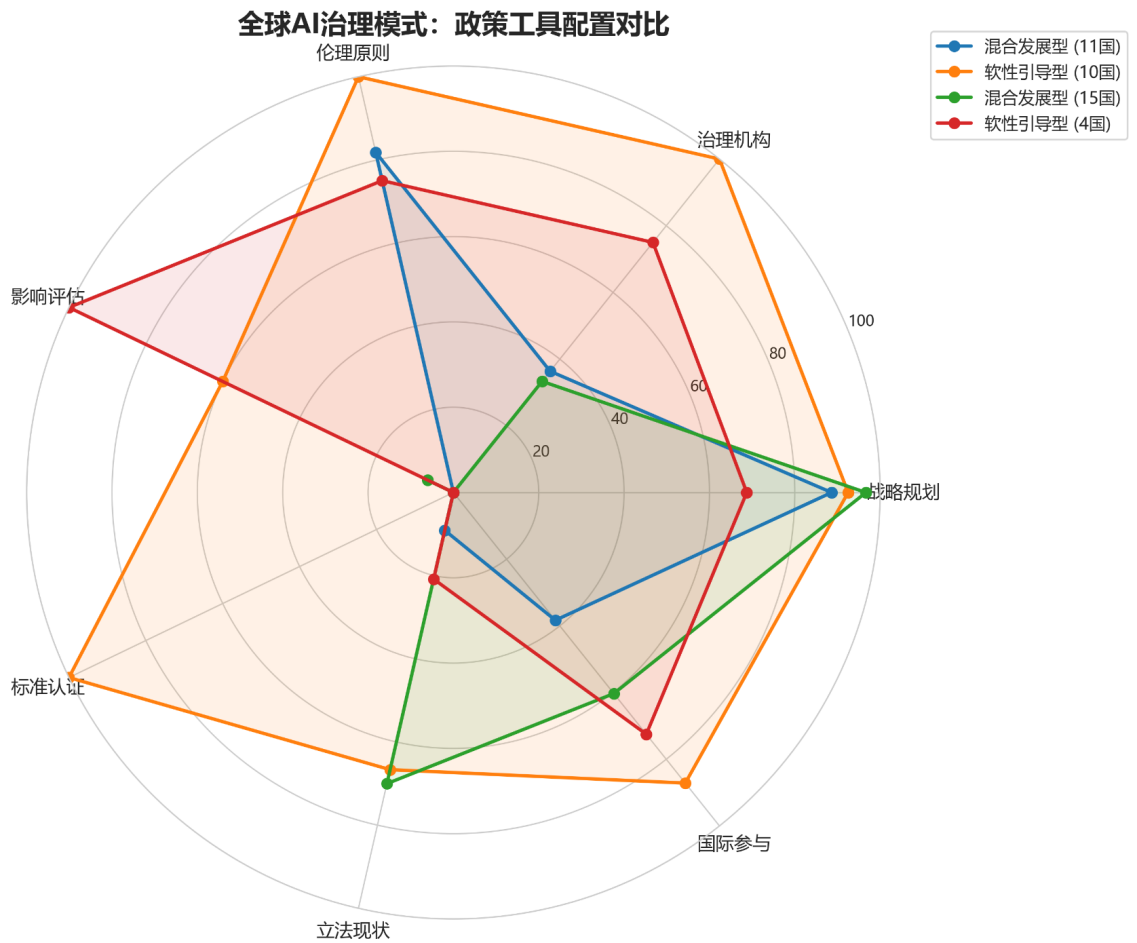 全球AI治理模式：政策工具配置对比
混合发展型 (11国)
软性引导型 (10国)
混合发展型 (15国)
软性引导型 (4国)
伦理原则
治理机构
影响评估
100
80
60
40
20
战略规划
标准认证
国际参与
立法现状